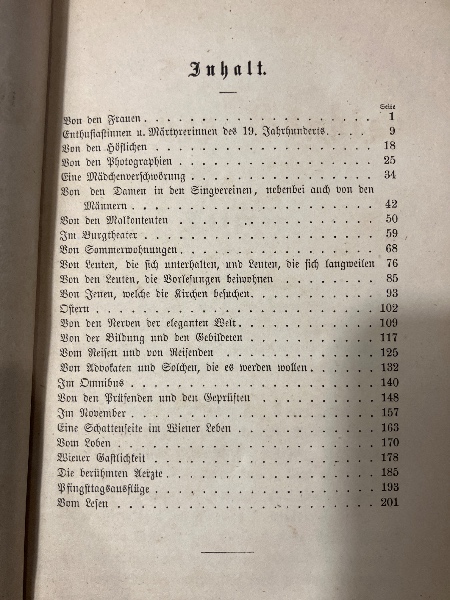 Inhalt.
Seite
Von den Frauen . . . . . . . . . . . . . . . . . . . . 1
Enthusiastinnen u. Märtyrerinnen des 19. Jahrhunderts . . . . 9
Von den Höflichen . . . . . . . . . . . . . . . . . . . 18
Von den Photographien . . . . . . . . . . . . . . . . . 25
Eine Mädchenverschwörung . . . . . . . . . . . . . . . . 34
Von den Damen in den Singvereinen, nebenbei auch von den
Männern . . . . . . . . . . . . . . . . . . . . . . 42
Von den Malkontenten . . . . . . . . . . . . . . . . . . 50
Im Burgtheater . . . . . . . . . . . . . . . . . . . . 59
Von Sommerwohnungen . . . . . . . . . . . . . . . . . . 68
Von Leuten, die sich unterhalten, und Leuten, die sich langweilen 76
Von den Leuten, die Vorlesungen beiwohnen . . . . . . . . 85
Von Jenen, welche die Kirchen besuchen . . . . . . . . . . 93
Ostern . . . . . . . . . . . . . . . . . . . . . . . 102
Von den Nerven der eleganten Welt . . . . . . . . . . . . 109
Von der Bildung und den Gebildeten . . . . . . . . . . . 117
Vom Reisen und von Reisenden . . . . . . . . . . . . . . 125
Von Advokaten und Solchen, die es werden wollen . . . . . . 132
Im Omnibus . . . . . . . . . . . . . . . . . . . . . 140
Von den Prüfenden und den Geprüften . . . . . . . . . . . 148
Im November . . . . . . . . . . . . . . . . . . . . . 157
Eine Schattenseite im Wiener Leben . . . . . . . . . . . . 163
Vom Loben . . . . . . . . . . . . . . . . . . . . . . 170
Wiener Gastlichkeit . . . . . . . . . . . . . . . . . . 178
Die berühmten Aerzte . . . . . . . . . . . . . . . . . . 185
Pfingsttagsausflüge . . . . . . . . . . . . . . . . . . 193
Vom Lesen . . . . . . . . . . . . . . . . . . . . . . 201